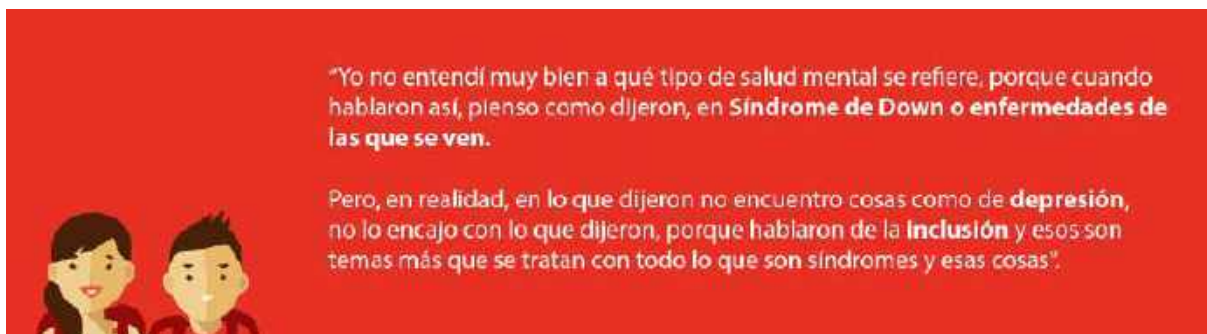 "Yo no entendí muy bien a qué tipo de salud mental se refiere, porque cuando
hablaron así, pienso como dijeron, en Síndrome de Down o enfermedades de
las que se ven.
Pero, en realidad, en lo que dijeron no encuentro cosas como de depresión,
no lo encajo con lo que dijeron, porque hablaron de la inclusión y esos son
temas más que se tratan con todo lo que son síndromes y esas cosas".